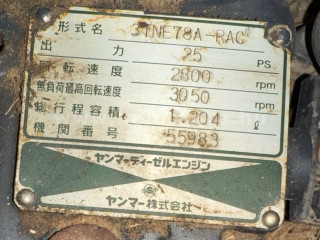 形式名 3TNE78A-RAC
出力 25 PS
回転速度 2800 rpm
無負荷最高回転速度 3050 rpm
総行程容積 1.204 ℓ
機関番号 55983
ヤンマーディーゼルエンジン
ヤンマー株式会社